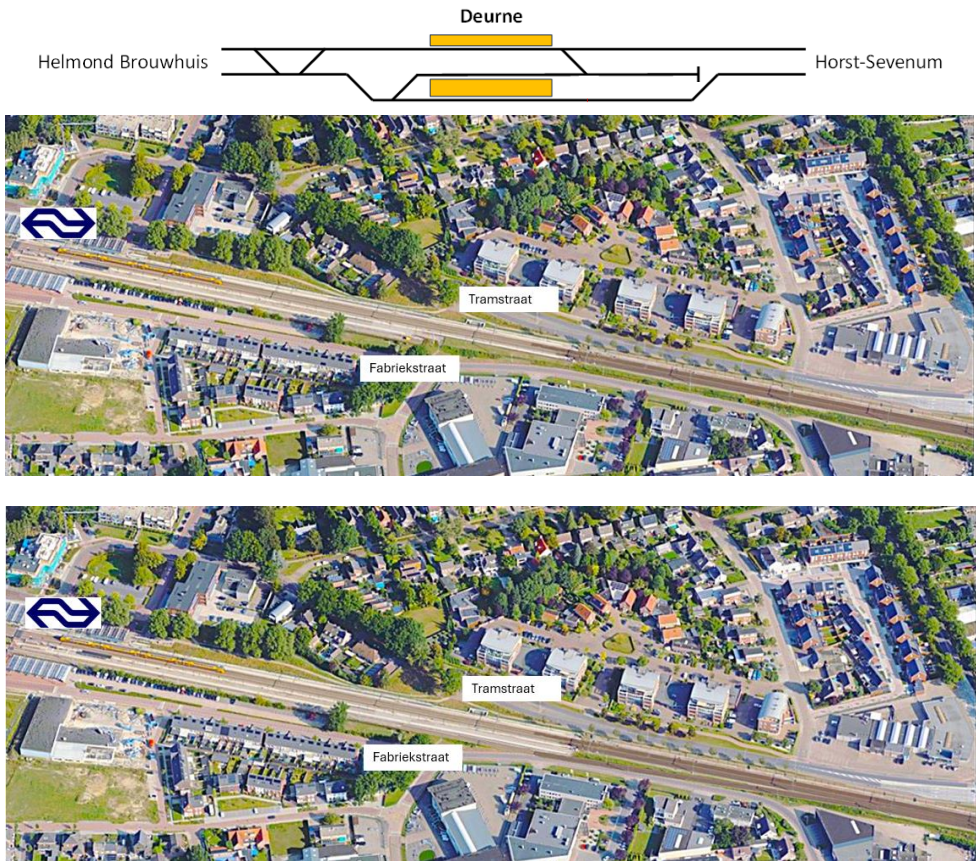 Deurne
Helmond Brouwhuis
Horst-Sevenum
Tramstraat
Fabriekstraat
Tramstraat
Fabriekstraat